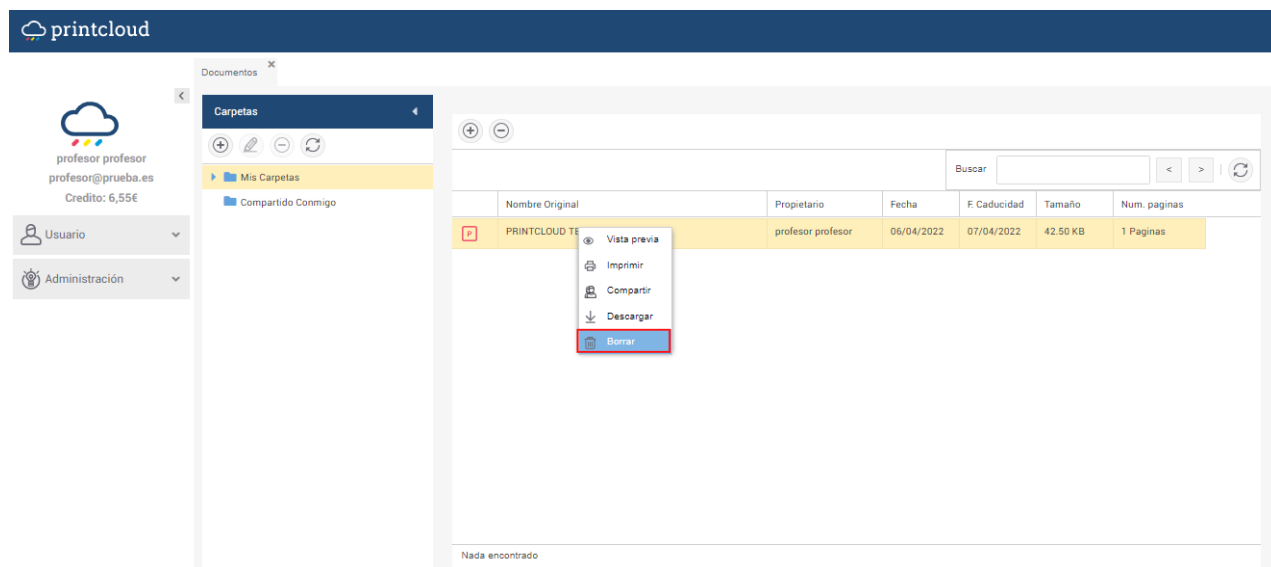 printcloud
Documentos
profesor profesor
profesor@prueba.es
Credito: 6,55€
Usuario
Administración
Carpetas
Mis Carpetas
Compartido Conmigo
Buscar
< >
Nombre Original Propietario Fecha F. Caducidad Tamaño Num. paginas
P PRINTCLOUD profesor profesor 06/04/2022 07/04/2022 42.50 KB 1 Paginas
Vista previa
Imprimir
Compartir
Descargar
Borrar
Nada encontrado